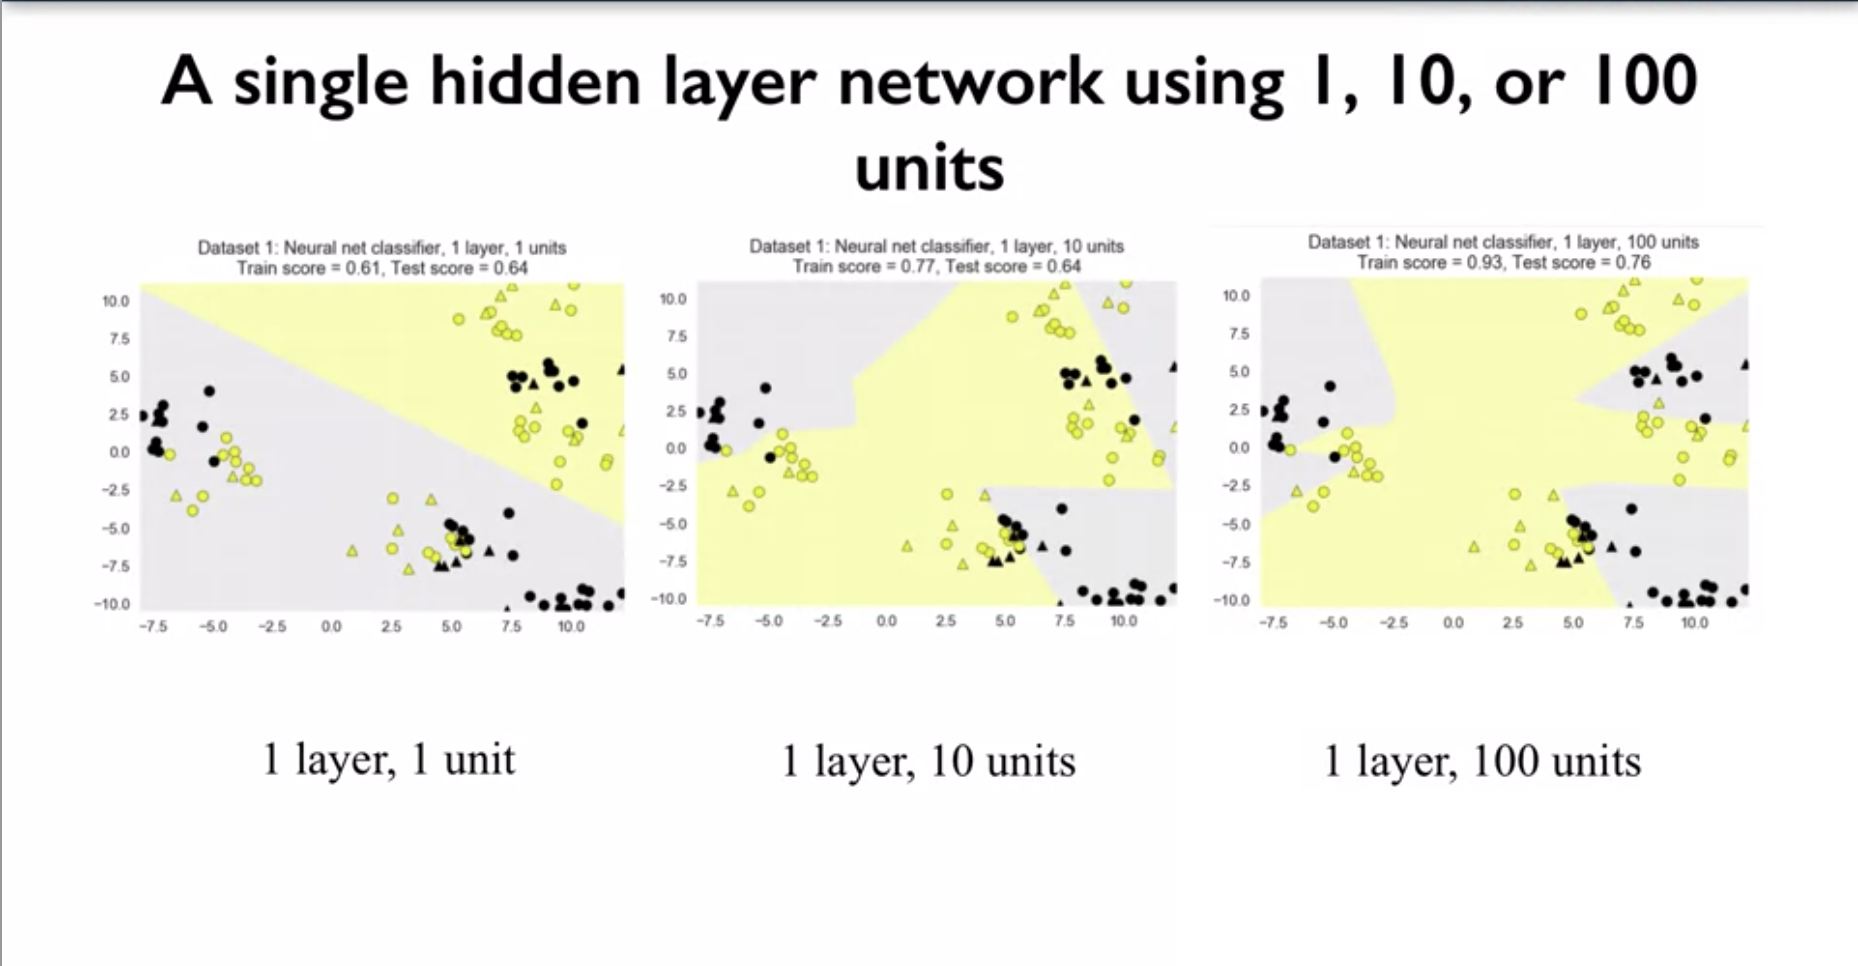 A single hidden layer network using 1, 10, or 100
units
Dataset 1: Neural net classifier, 1 layer, 1 units
Train score = 0.61, Test score = 0.64
10.0
7.5
5.0
2.5
0.0
−2.5
−5.0
−7.5
−10.0
−7.5 −5.0 −2.5 0.0 2.5 5.0 7.5 10.0
Dataset 1: Neural net classifier, 1 layer, 10 units
Train score = 0.77, Test score = 0.64
10.0
7.5
5.0
2.5
0.0
−2.5
−5.0
−7.5
−10.0
−7.5 −5.0 −2.5 0.0 2.5 5.0 7.5 10.0
Dataset 1: Neural net classifier, 1 layer, 100 units
Train score = 0.93, Test score = 0.76
10.0
7.5
5.0
2.5
0.0
−2.5
−5.0
−7.5
−10.0
−7.5 −5.0 −2.5 0.0 2.5 5.0 7.5 10.0
1 layer, 1 unit
1 layer, 10 units
1 layer, 100 units